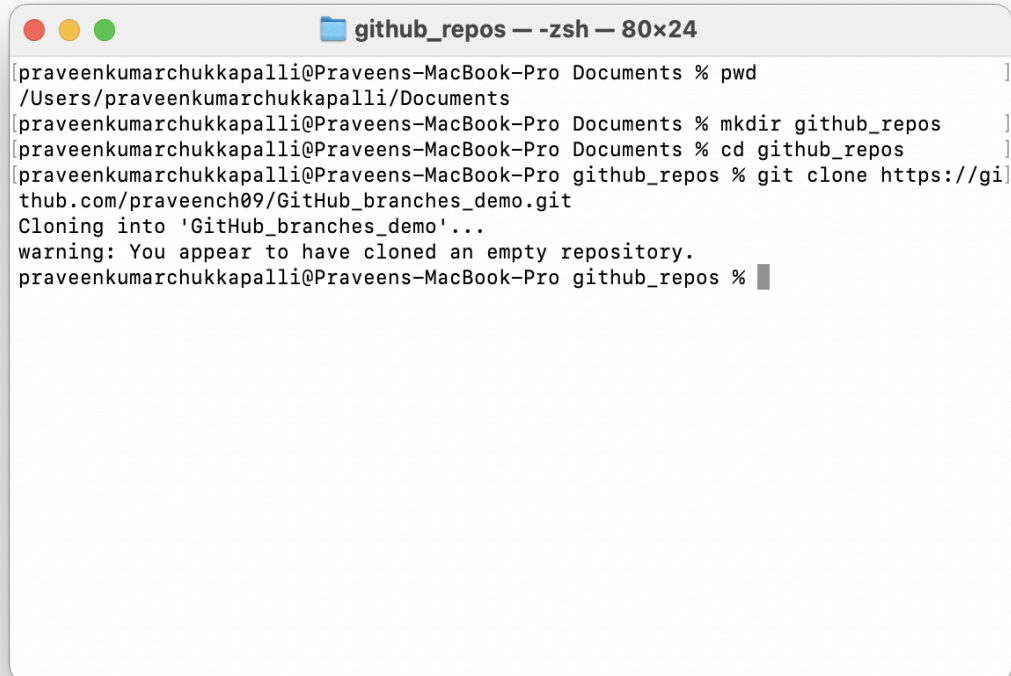 github_repos — -zsh — 80×24
[praveenkumarchukkapalli@Praveens-MacBook-Pro Documents % pwd ]
/Users/praveenkumarchukkapalli/Documents
[praveenkumarchukkapalli@Praveens-MacBook-Pro Documents % mkdir github_repos ]
[praveenkumarchukkapalli@Praveens-MacBook-Pro Documents % cd github_repos ]
[praveenkumarchukkapalli@Praveens-MacBook-Pro github_repos % git clone https://gi]
thub.com/praveench09/GitHub_branches_demo.git
Cloning into 'GitHub_branches_demo'...
warning: You appear to have cloned an empty repository.
praveenkumarchukkapalli@Praveens-MacBook-Pro github_repos %